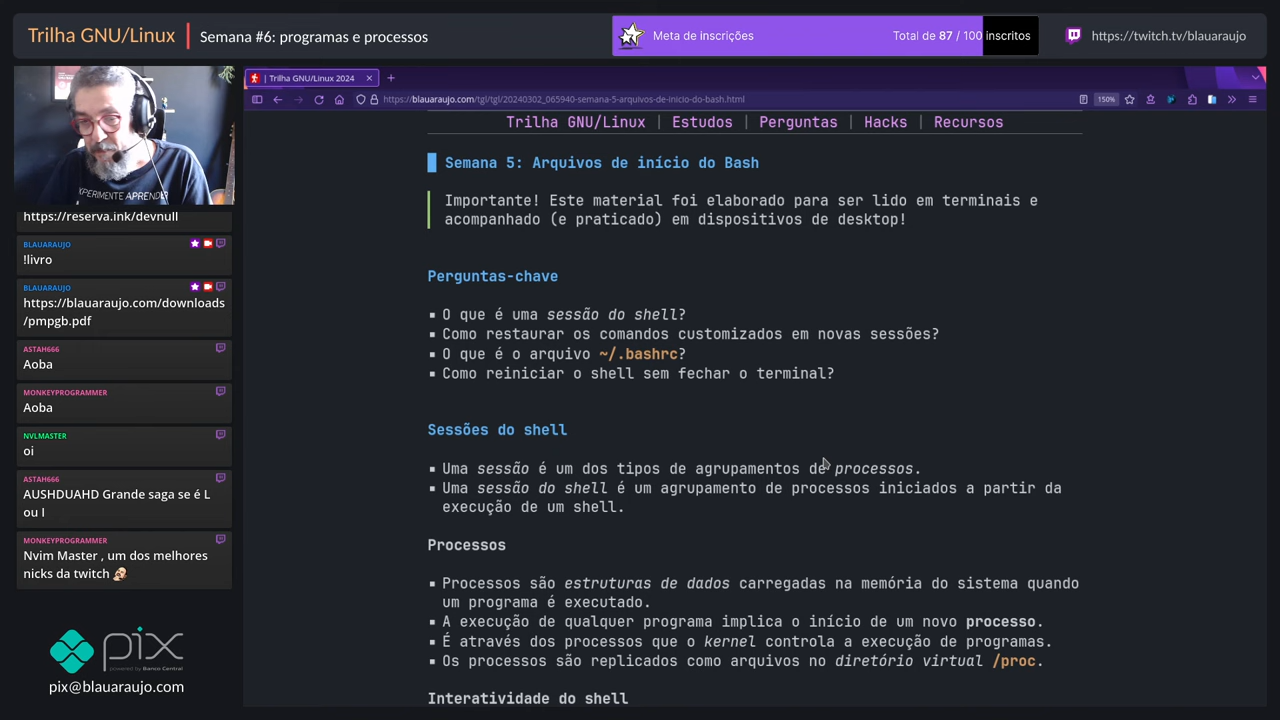 Trilha GNU/Linux
Semana #6: programas e processos
Meta de inscrições
Total de 87 / 100 inscritos
https://twitch.tv/blauaraujo
EXPERIMENTE APRENDER
https://reserva.ink/devnull
BLAUARAUJO
!livro
BLAUARAUJO
https://blauaraujo.com/downloads
/pmpgb.pdf
ASTAH666
Aoba
MONKEYPROGRAMMER
Aoba
NVLMASTER
oi
ASTAH666
AUSHDUAHD Grande saga se é L
ou I
MONKEYPROGRAMMER
Nvim Master , um dos melhores
nicks da twitch
pix
powered by Banco Central
pix@blauaraujo.com
| Trilha GNU/Linux 2024
https://blauaraujo.com/tgl/tgl/20240302_065940-semana-5-arquivos-de-inicio-do-bash.html
150%
Trilha GNU/Linux | Estudos | Perguntas | Hacks | Recursos
Semana 5: Arquivos de início do Bash
Importante! Este material foi elaborado para ser lido em terminais e
acompanhado (e praticado) em dispositivos de desktop!
Perguntas-chave
▪ O que é uma sessão do shell?
▪ Como restaurar os comandos customizados em novas sessões?
▪ O que é o arquivo ~/.bashrc?
▪ Como reiniciar o shell sem fechar o terminal?
Sessões do shell
▪ Uma sessão é um dos tipos de agrupamentos de processos.
▪ Uma sessão do shell é um agrupamento de processos iniciados a partir da
execução de um shell.
Processos
▪ Processos são estruturas de dados carregadas na memória do sistema quando
um programa é executado.
▪ A execução de qualquer programa implica o início de um novo processo.
▪ É através dos processos que o kernel controla a execução de programas.
▪ Os processos são replicados como arquivos no diretório virtual /proc.
Interatividade do shell